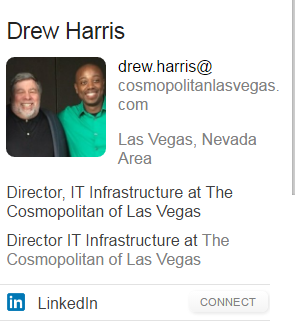 Drew Harris
drew.harris@
cosmopolitanlasvegas.
com
Las Vegas, Nevada
Area
Director, IT Infrastructure at The
Cosmopolitan of Las Vegas
Director IT Infrastructure at The
Cosmopolitan of Las Vegas
in LinkedIn CONNECT